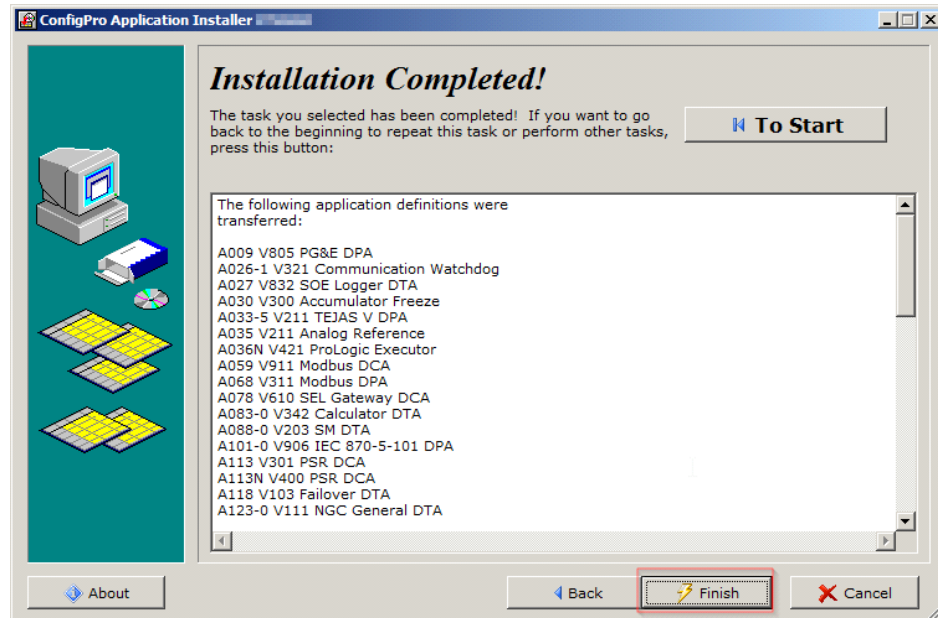 ConfigPro Application Installer
Installation Completed!
The task you selected has been completed! If you want to go
back to the beginning to repeat this task or perform other tasks,
press this button:
To Start
The following application definitions were
transferred:
A009 V805 PG&E DPA
A026-1 V321 Communication Watchdog
A027 V832 SOE Logger DTA
A030 V300 Accumulator Freeze
A033-5 V211 TEJAS V DPA
A035 V211 Analog Reference
A036N V421 ProLogic Executor
A059 V911 Modbus DCA
A068 V311 Modbus DPA
A078 V610 SEL Gateway DCA
A083-0 V342 Calculator DTA
A088-0 V203 SM DTA
A101-0 V906 IEC 870-5-101 DPA
A113 V301 PSR DCA
A113N V400 PSR DCA
A118 V103 Failover DTA
A123-0 V111 NGC General DTA
About
Back
Finish
Cancel